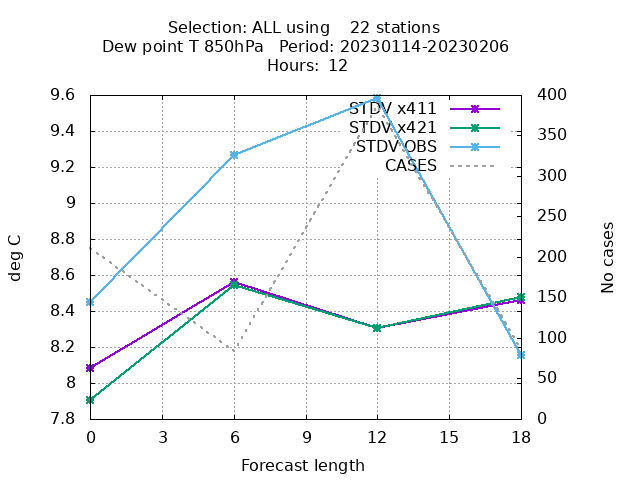 Selection: ALL using    22 stations
Dew point T 850hPa   Period: 20230114-20230206
Hours:  12
9.6
9.4
9.2
9
8.8
8.6
8.4
8.2
8
7.8
deg C
STDV x411
STDV x421
STDV OBS
CASES
400
350
300
250
200
150
100
50
0
No cases
0 3 6 9 12 15 18
Forecast length